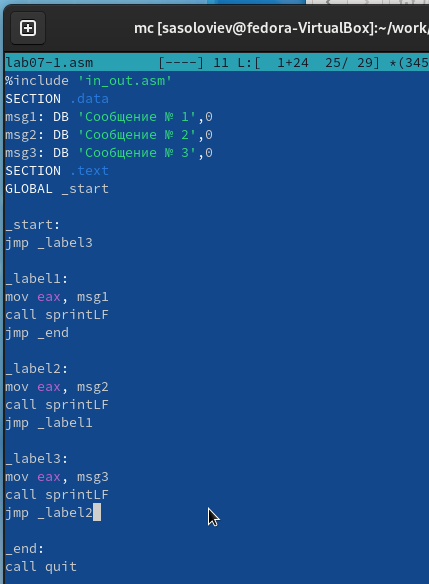 mc [sasoloviev@fedora-VirtualBox]:~/work/
lab07-1.asm [----] 11 L:[ 1+24 25/ 29] *(345
%include 'in_out.asm'
SECTION .data
msg1: DB 'Сообщение № 1',0
msg2: DB 'Сообщение № 2',0
msg3: DB 'Сообщение № 3',0
SECTION .text
GLOBAL _start
_start:
jmp _label3
_label1:
mov eax, msg1
call sprintLF
jmp _end
_label2:
mov eax, msg2
call sprintLF
jmp _label1
_label3:
mov eax, msg3
call sprintLF
jmp _label2
_end:
call quit